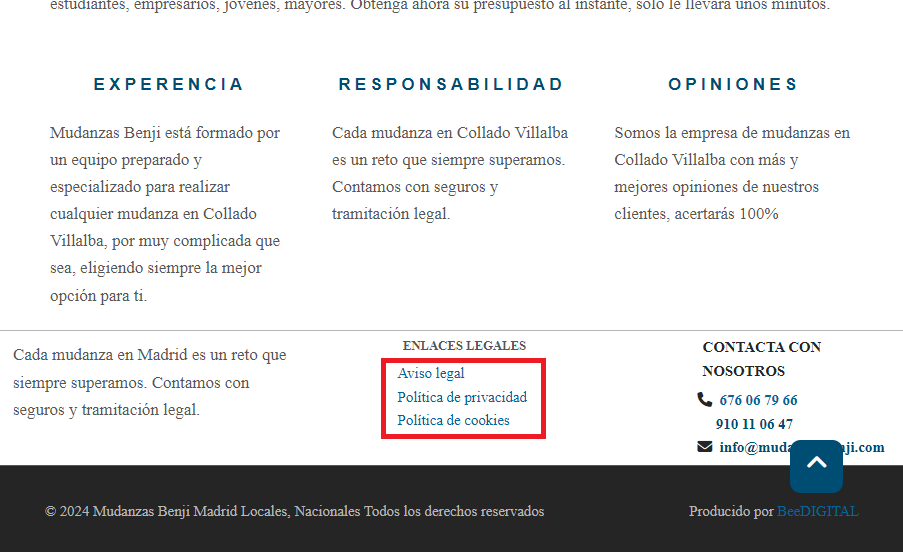 estudiantes, empresarios, jóvenes, mayores. Obtenga ahora su presupuesto al instante, solo le llevará unos minutos.
EXPERENCIA
Mudanzas Benji está formado por
un equipo preparado y
especializado para realizar
cualquier mudanza en Collado
Villalba, por muy complicada que
sea, eligiendo siempre la mejor
opción para ti.
RESPONSABILIDAD
Cada mudanza en Collado Villalba
es un reto que siempre superamos.
Contamos con seguros y
tramitación legal.
OPINIONES
Somos la empresa de mudanzas en
Collado Villalba con más y
mejores opiniones de nuestros
clientes, acertarás 100%
Cada mudanza en Madrid es un reto que
siempre superamos. Contamos con
seguros y tramitación legal.
ENLACES LEGALES
Aviso legal
Política de privacidad
Política de cookies
CONTACTA CON
NOSOTROS
676 06 79 66
910 11 06 47
© 2024 Mudanzas Benji Madrid Locales, Nacionales Todos los derechos reservados
Producido por BeeDIGITAL